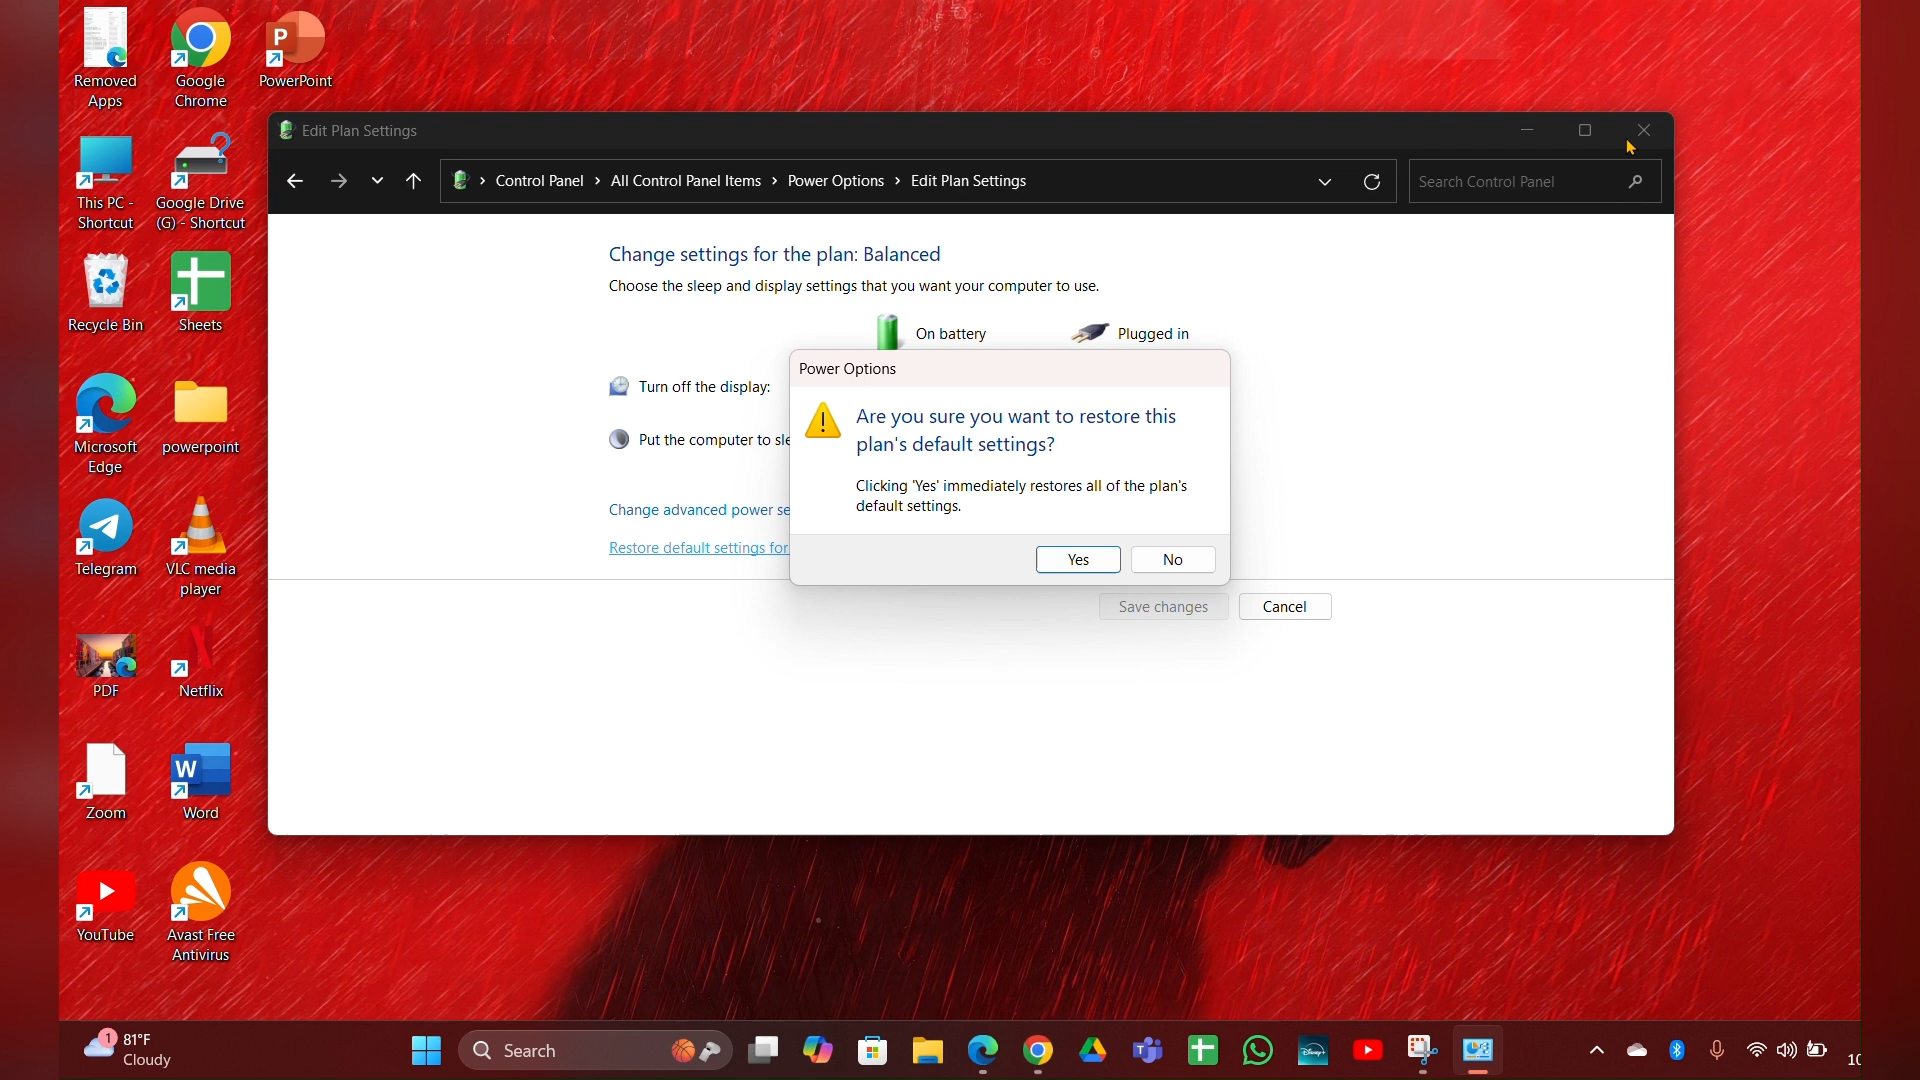 Removed
Apps
Google
Chrome
P
PowerPoint
This PC -
Shortcut
Google Drive
(G) - Shortcut
Recycle Bin
Sheets
Microsoft
Edge
powerpoint
Telegram
VLC media
player
PDF
Netflix
Zoom
W
Word
YouTube
Avast Free
Antivirus
Edit Plan Settings
Control Panel
All Control Panel Items
Power Options
Edit Plan Settings
Search Control Panel
Change settings for the plan: Balanced
Choose the sleep and display settings that you want your computer to use.
On battery
Plugged in
Turn off the display:
Put the computer to sle
Change advanced power se
Restore default settings for
Power Options
Are you sure you want to restore this
plan's default settings?
Clicking 'Yes' immediately restores all of the plan's
default settings.
Yes
No
Save changes
Cancel
1
81°F
Cloudy
Search
T
Disney+
10